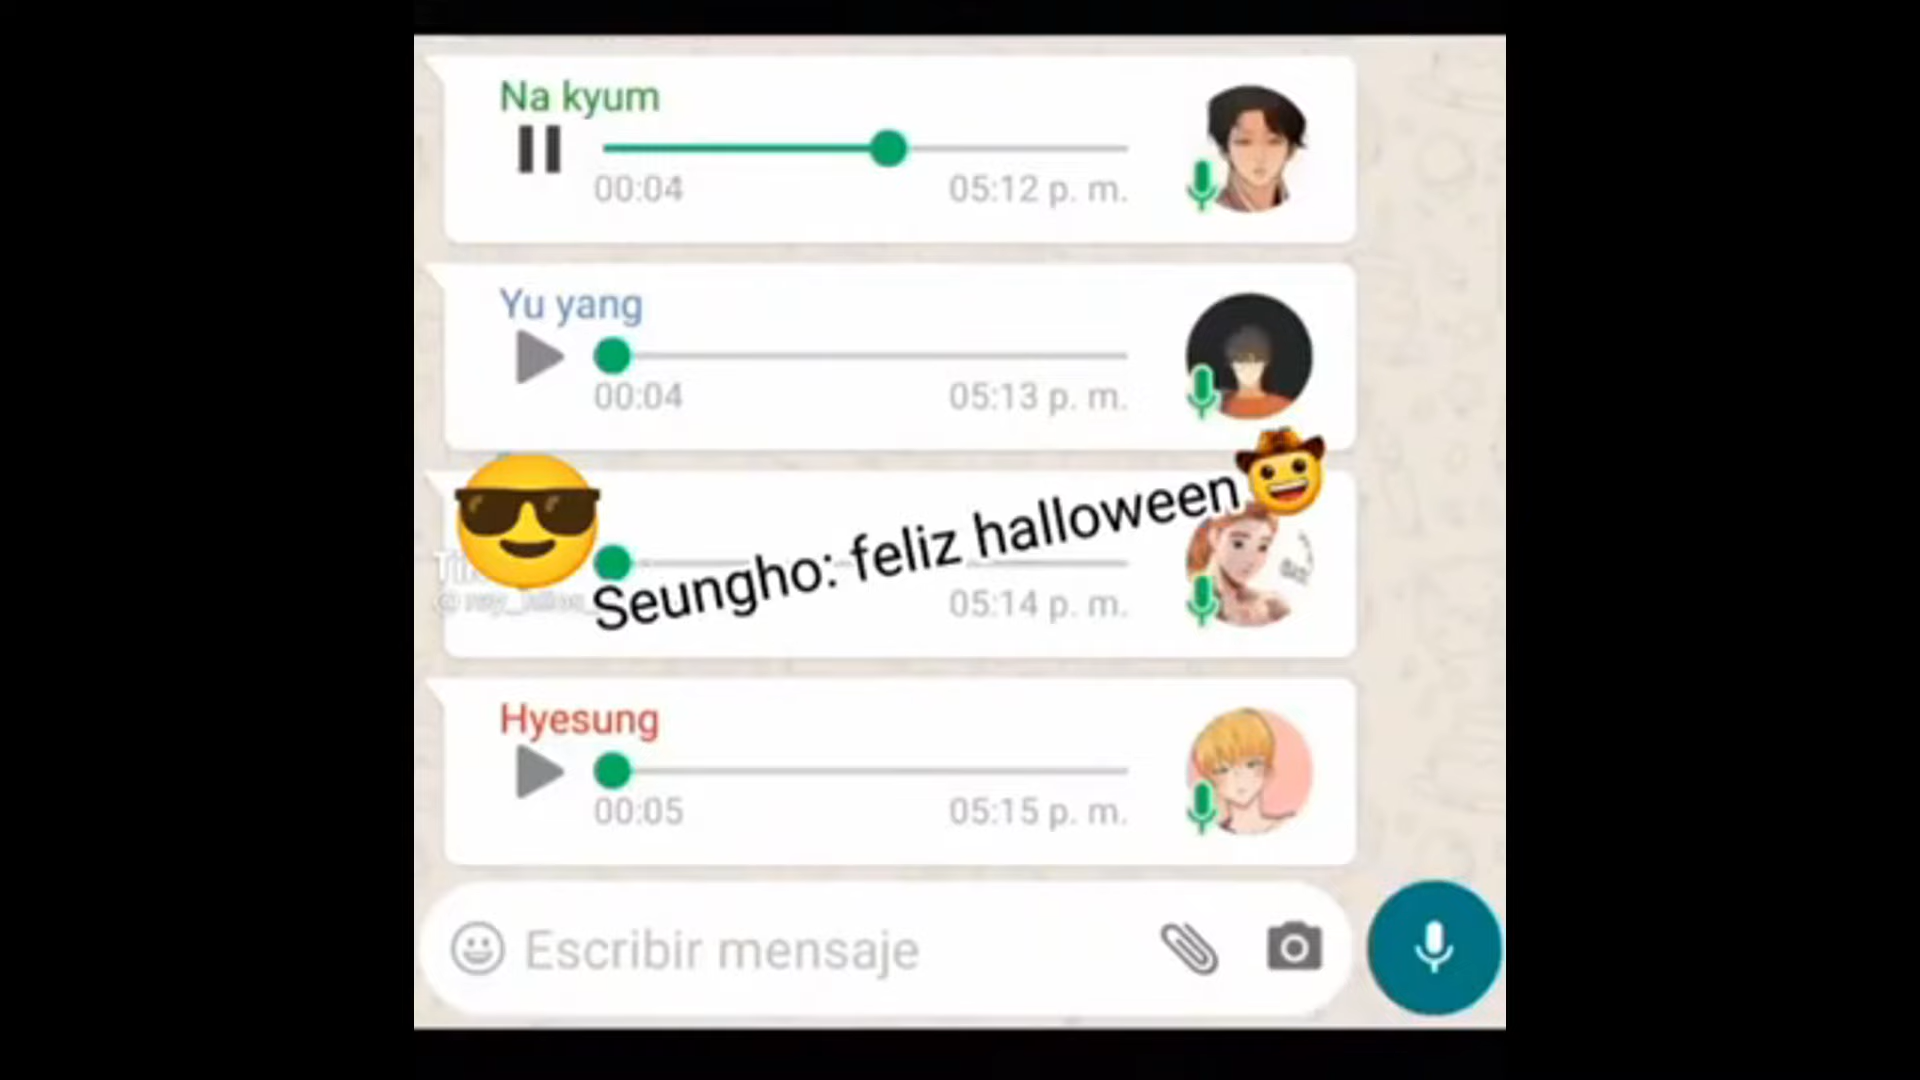 Na kyum
00:04 05:12 p. m.
Yu yang
00:04 05:13 p. m.
Seungho: feliz halloween
05:14 p. m.
Hyesung
00:05 05:15 p. m.
Escribir mensaje